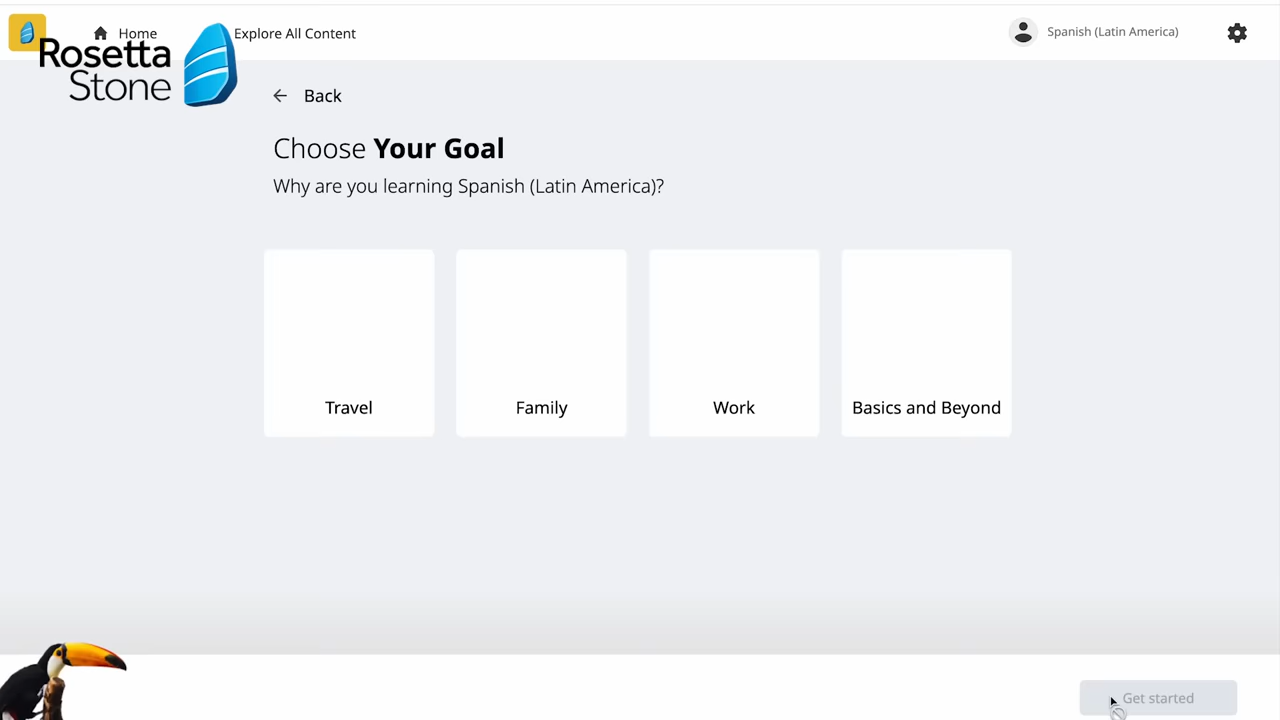 Home
Explore All Content
Spanish (Latin America)
Rosetta
Stone
Back
Choose Your Goal
Why are you learning Spanish (Latin America)?
Travel
Family
Work
Basics and Beyond
Get started